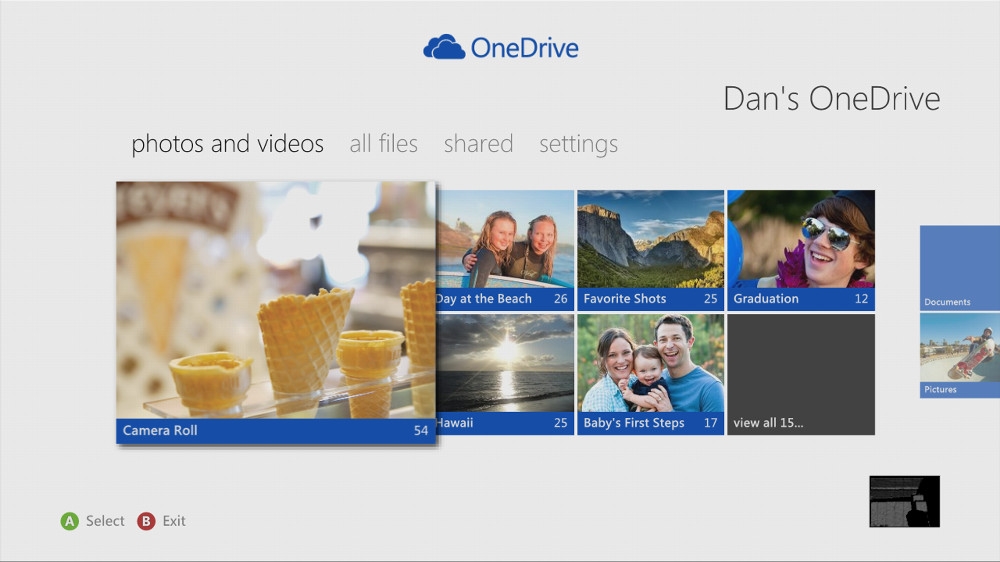 OneDrive
Dan's OneDrive
photos and videos all files shared settings
Camera Roll 54
Day at the Beach 26
Favorite Shots 25
Graduation 12
Hawaii 25
Baby's First Steps 17
view all 15...
Documents
Pictures
A Select B Exit